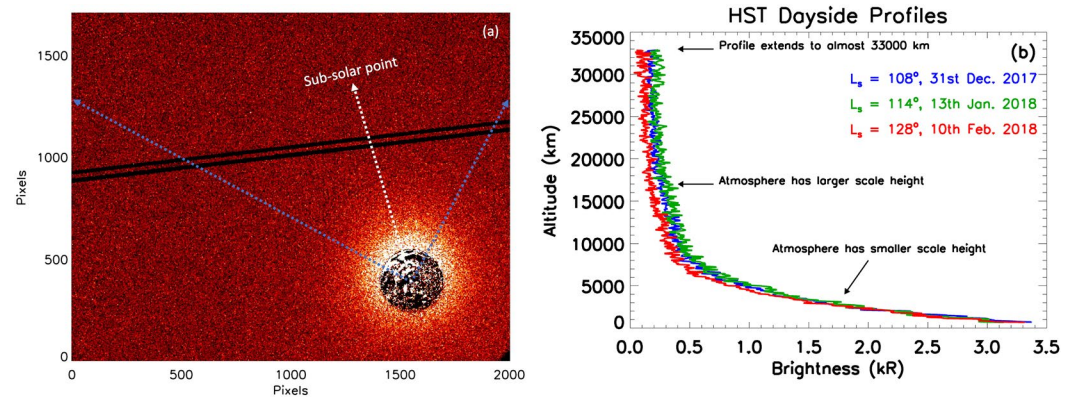 (a)
Sub-solar point
1500
1000
500
0
Pixels
0
500
1000
1500
2000
Pixels
HST Dayside Profiles
(b)
35000
30000
25000
20000
15000
10000
5000
0
Altitude (km)
Profile extends to almost 33000 km
Ls = 108°, 31st Dec. 2017
Ls = 114°, 13th Jan. 2018
Ls = 128°, 10th Feb. 2018
Atmosphere has larger scale height
Atmosphere has smaller scale height
0.0
0.5
1.0
1.5
2.0
2.5
3.0
3.5
Brightness (kR)